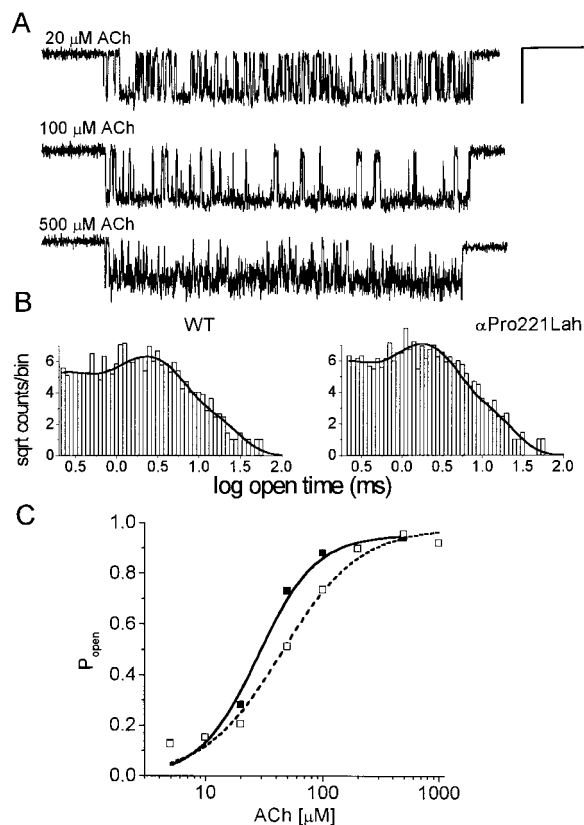 A
20 µM ACh
100 µM ACh
500 µM ACh
B
WT
αPro221Lah
sqrt counts/bin
6
4
2
0
0.5 0.0 0.5 1.0 1.5 2.0
6
4
2
0
0.5 0.0 0.5 1.0 1.5 2.0
log open time (ms)
C
Popen
1.0
0.8
0.6
0.4
0.2
0.0
10 100 1000
ACh [µM]